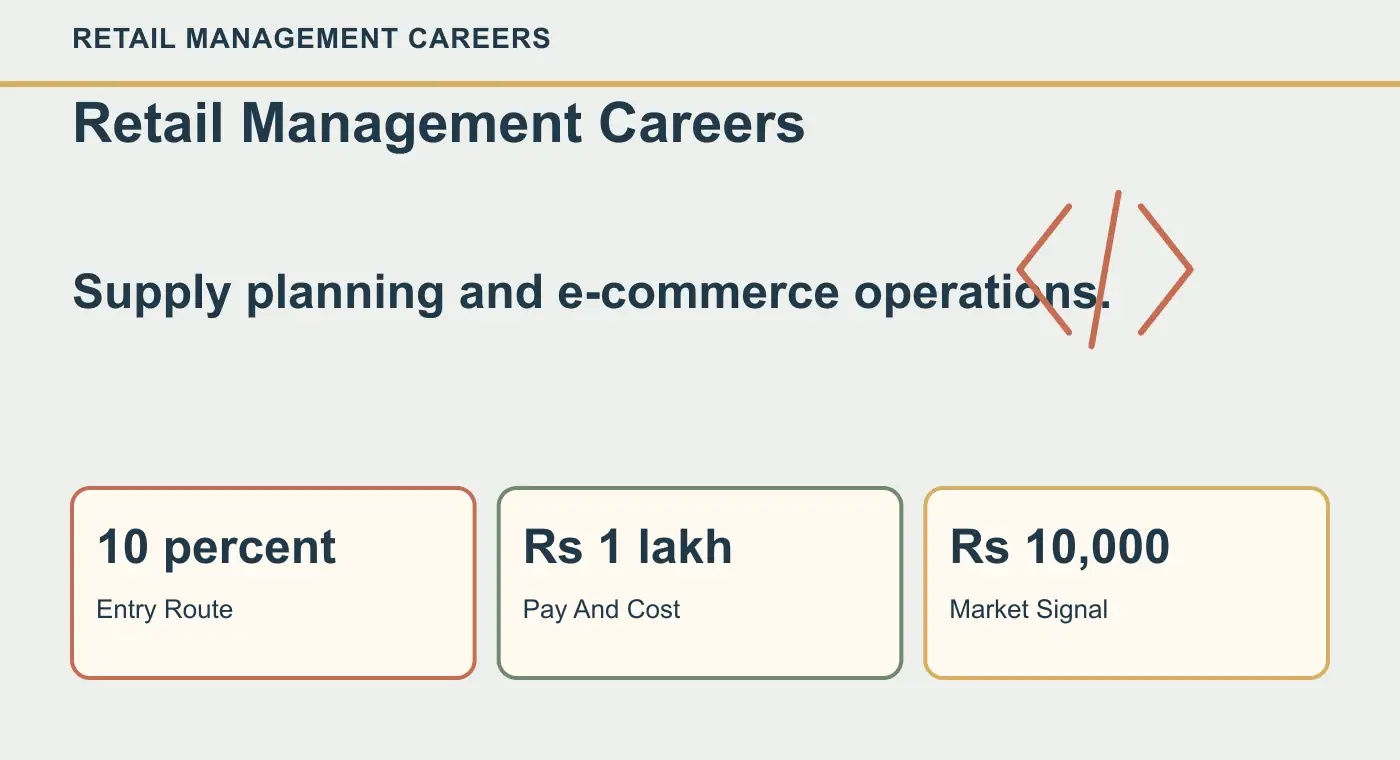 RETAIL MANAGEMENT CAREERS
Retail Management Careers
Supply planning and e-commerce operations.
10 percent
Entry Route
Rs 1 lakh
Pay And Cost
Rs 10,000
Market Signal